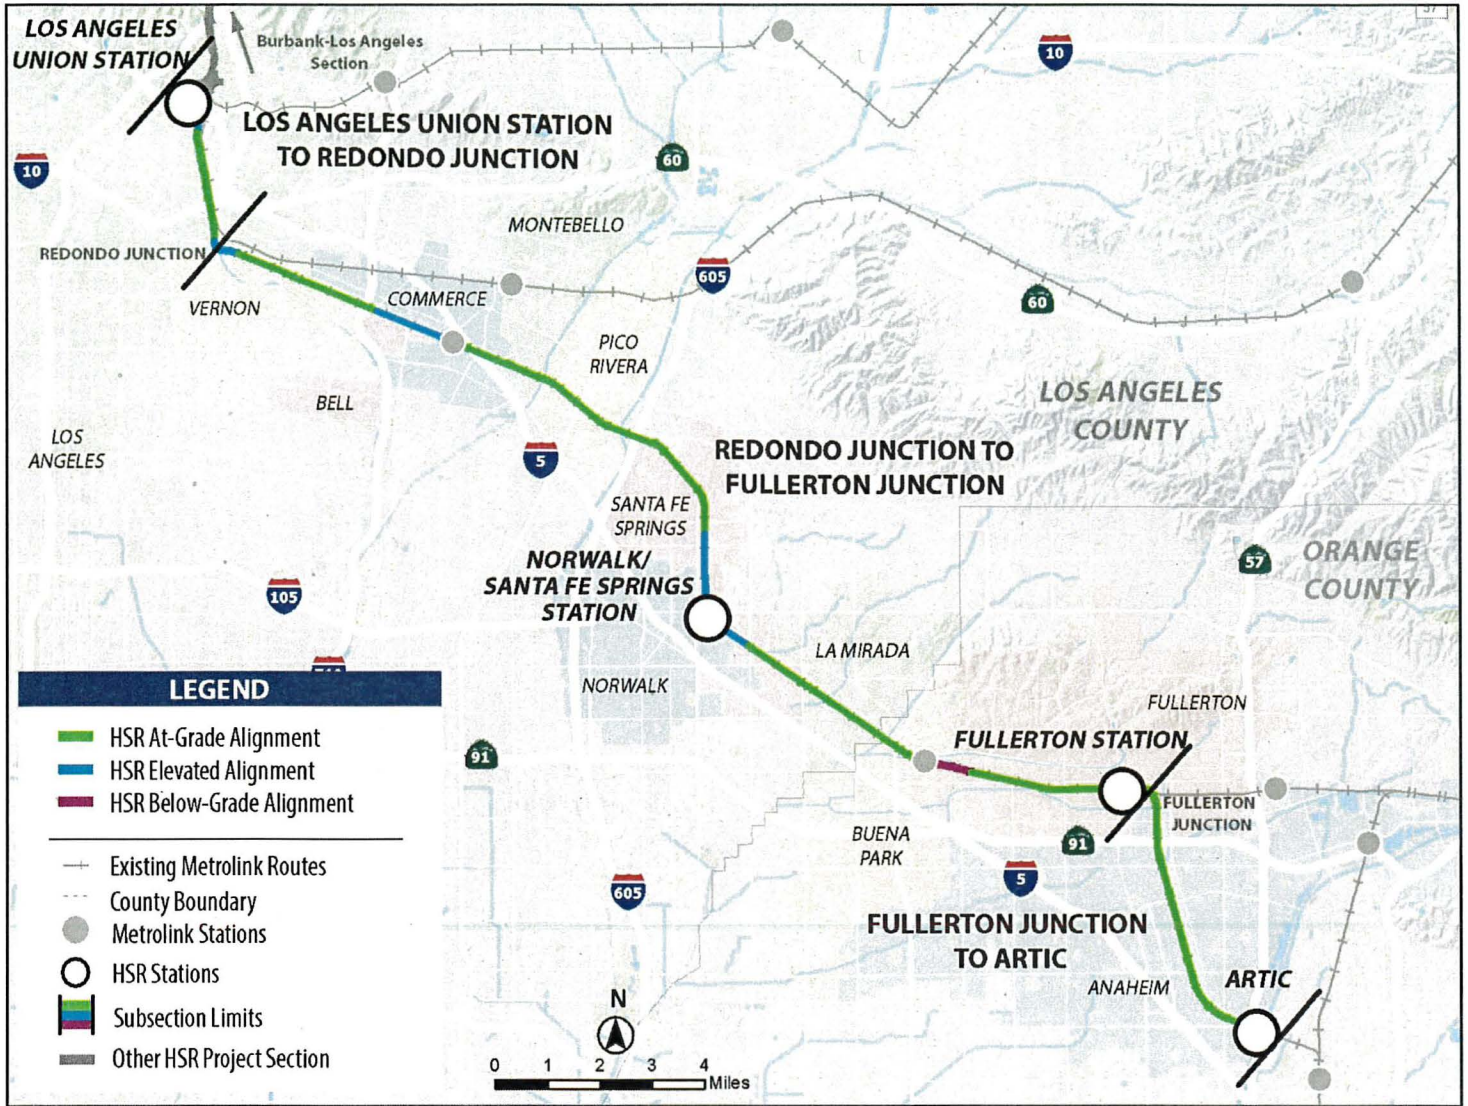 LOS ANGELES
UNION STATION
Burbank-Los Angeles
Section
57
10
LOS ANGELES UNION STATION
TO REDONDO JUNCTION
10
60
MONTEBELLO
REDONDO JUNCTION
605
VERNON
COMMERCE
60
PICO
RIVERA
BELL
LOS ANGELES
COUNTY
LOS
ANGELES
5
REDONDO JUNCTION TO
FULLERTON JUNCTION
SANTA FE
SPRINGS
NORWALK/
SANTA FE SPRINGS
STATION
57
ORANGE
COUNTY
105
LA MIRADA
NORWALK
FULLERTON
91
FULLERTON STATION
FULLERTON
JUNCTION
BUENA
PARK
91
5
605
FULLERTON JUNCTION
TO ARTIC
ANAHEIM
ARTIC
LEGEND
HSR At-Grade Alignment
HSR Elevated Alignment
HSR Below-Grade Alignment
Existing Metrolink Routes
County Boundary
Metrolink Stations
HSR Stations
Subsection Limits
Other HSR Project Section
N
0 1 2 3 4
Miles